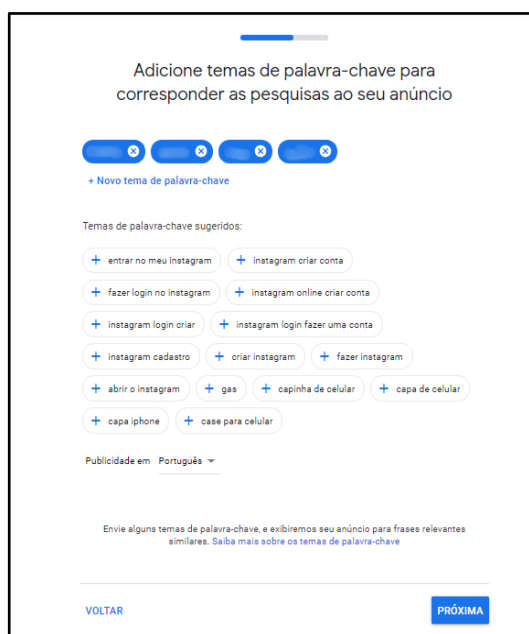 Adicione temas de palavra-chave para
corresponder as pesquisas ao seu anúncio
+ Novo tema de palavra-chave
Temas de palavra-chave sugeridos:
+ entrar no meu instagram + instagram criar conta
+ fazer login no instagram + instagram online criar conta
+ instagram login criar + instagram login fazer uma conta
+ instagram cadastro + criar instagram + fazer instagram
+ abrir o instagram + gas + capinha de celular + capa de celular
+ capa iphone + case para celular
Publicidade em Português
Envie alguns temas de palavra-chave, e exibiremos seu anúncio para frases relevantes
similares. Saiba mais sobre os temas de palavra-chave
VOLTAR PRÓXIMA